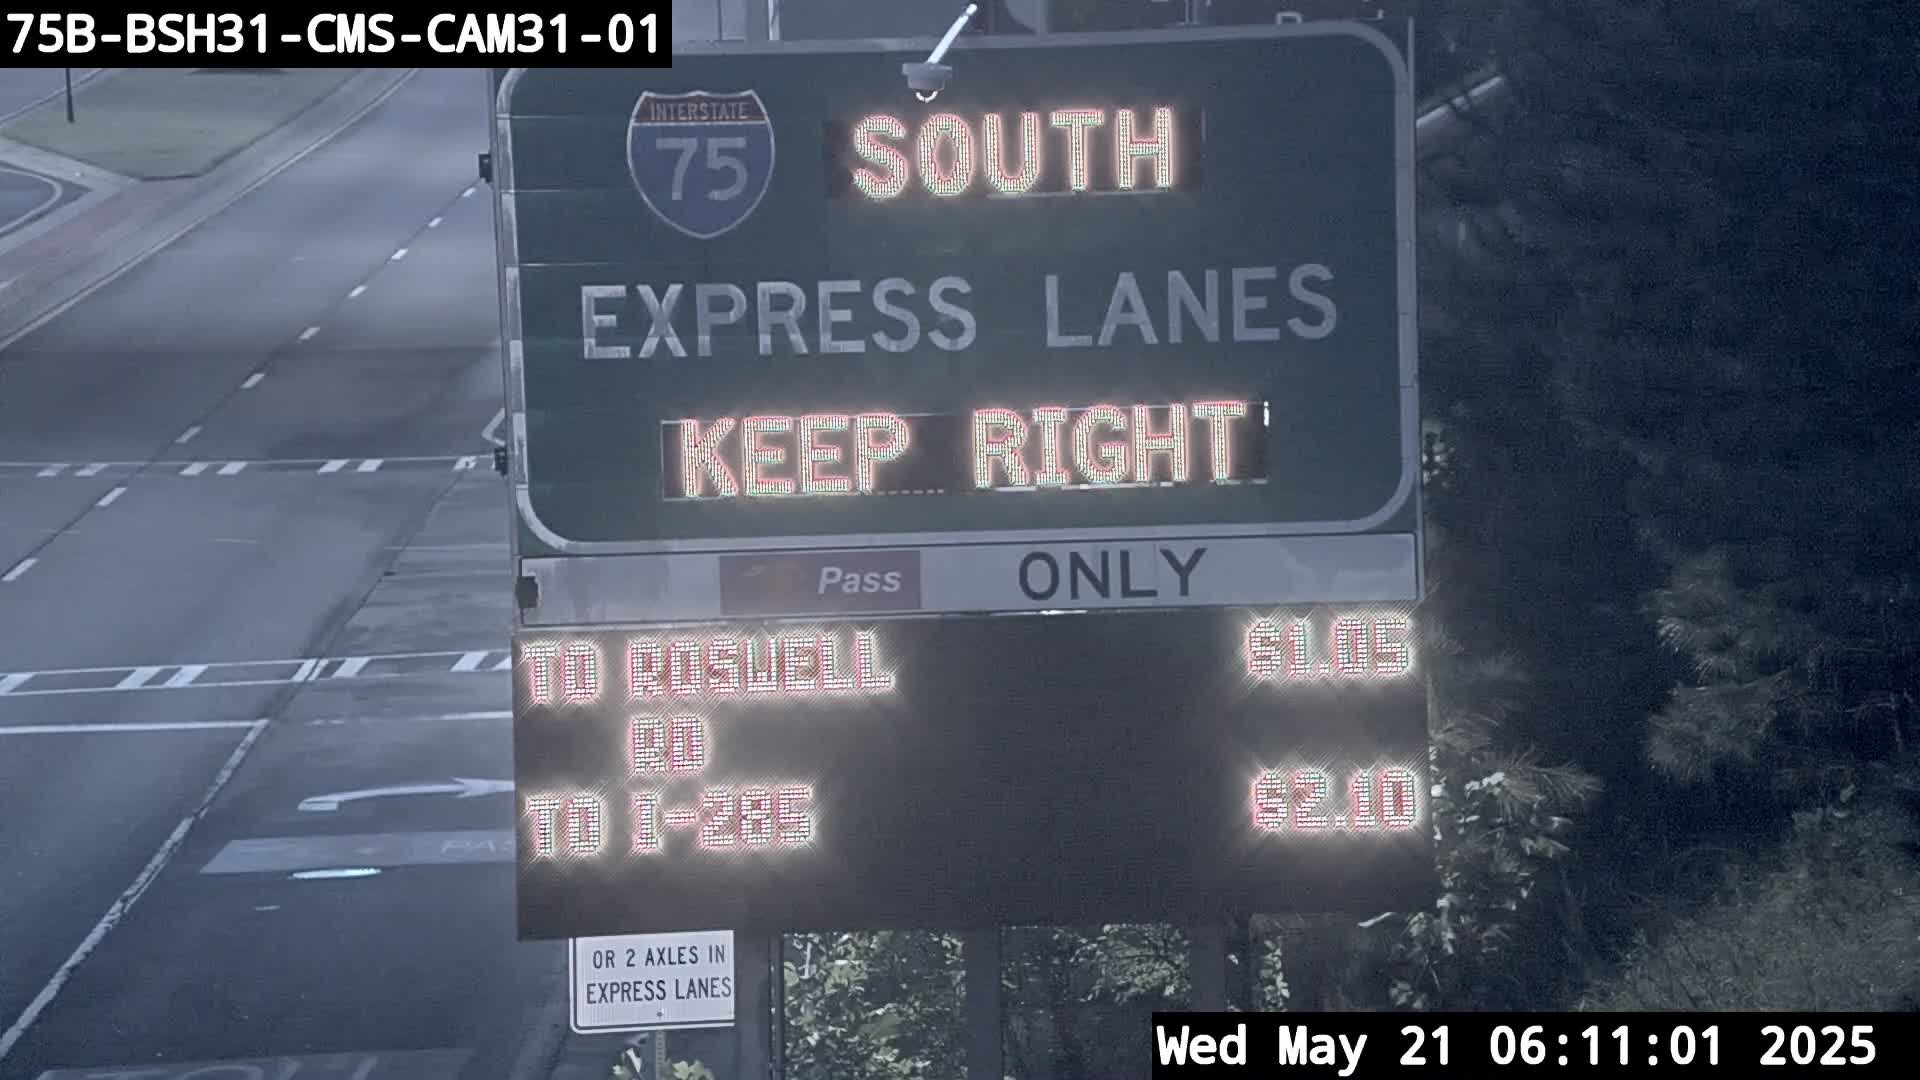 75B-BSH31-CMS-CAM31-01
INTERSTATE
75
SOUTH
EXPRESS LANES
KEEP RIGHT
Pass ONLY
TO ROSWELL $1.05
RD
TO I-285 $2.10
OR 2 AXLES IN
EXPRESS LANES
Wed May 21 06:11:01 2025